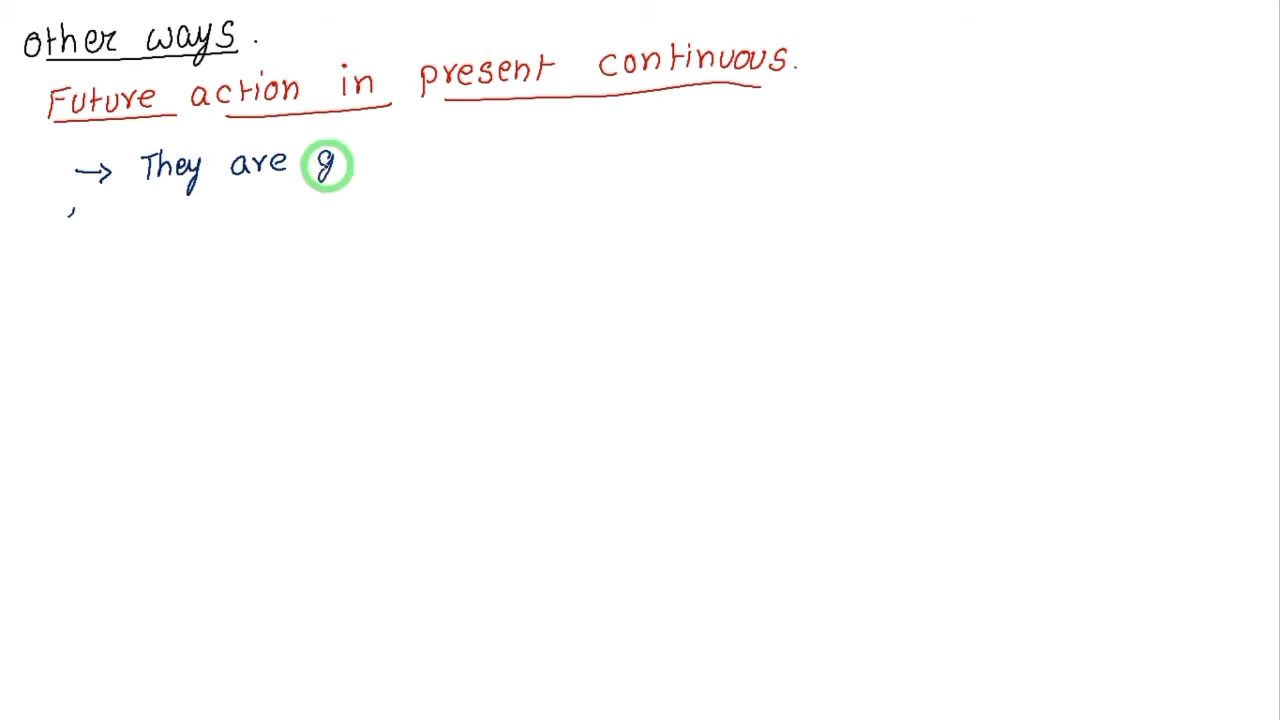 other ways.
Future action in present continuous.
→ They are g